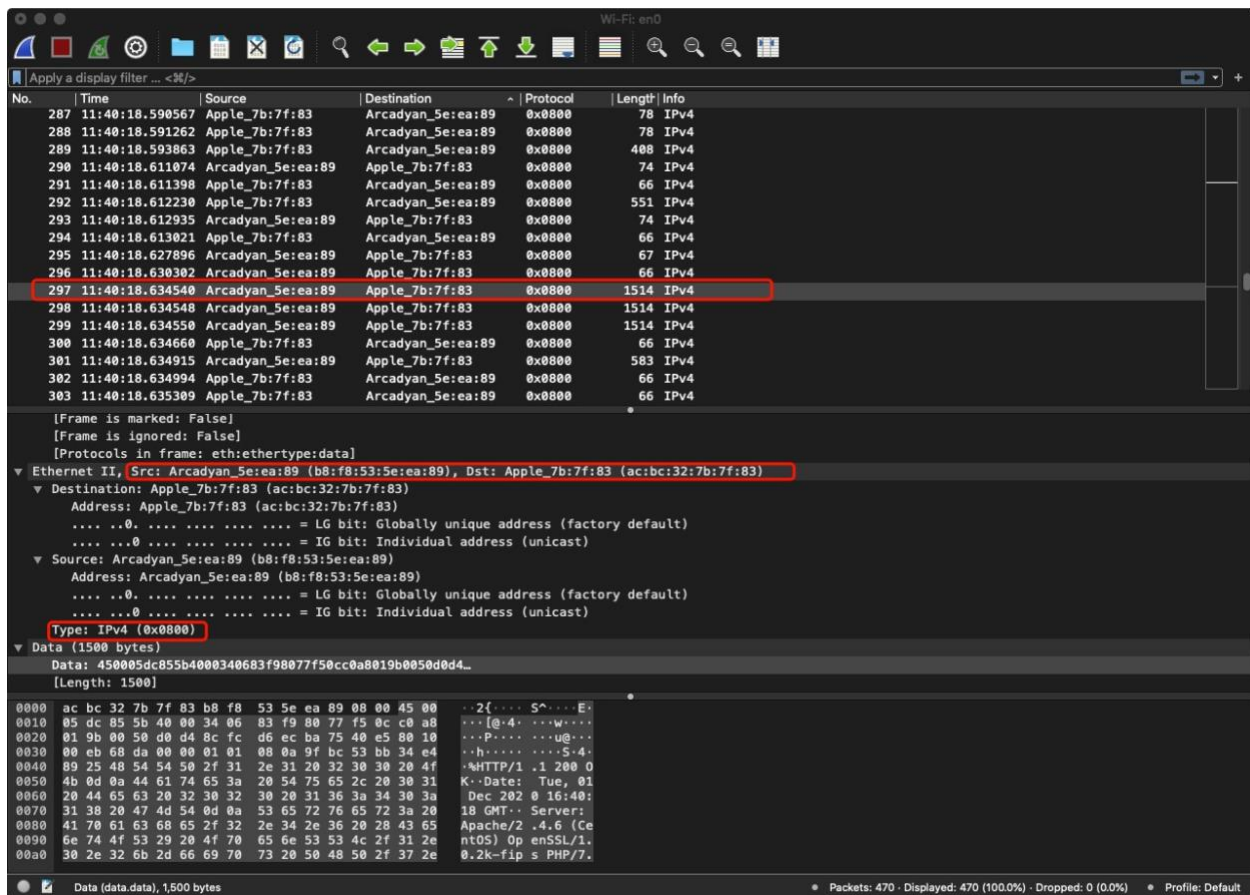 Wi-Fi: en0
Apply a display filter ... <⌘/>
No. Time Source Destination Protocol Length Info
287 11:40:18.590567 Apple_7b:7f:83 Arcadyan_5e:ea:89 0x0800 78 IPv4
288 11:40:18.591262 Apple_7b:7f:83 Arcadyan_5e:ea:89 0x0800 78 IPv4
289 11:40:18.593863 Apple_7b:7f:83 Arcadyan_5e:ea:89 0x0800 408 IPv4
290 11:40:18.611074 Arcadyan_5e:ea:89 Apple_7b:7f:83 0x0800 74 IPv4
291 11:40:18.611398 Apple_7b:7f:83 Arcadyan_5e:ea:89 0x0800 66 IPv4
292 11:40:18.612230 Apple_7b:7f:83 Arcadyan_5e:ea:89 0x0800 551 IPv4
293 11:40:18.612935 Arcadyan_5e:ea:89 Apple_7b:7f:83 0x0800 74 IPv4
294 11:40:18.613021 Apple_7b:7f:83 Arcadyan_5e:ea:89 0x0800 66 IPv4
295 11:40:18.627896 Arcadyan_5e:ea:89 Apple_7b:7f:83 0x0800 67 IPv4
296 11:40:18.630302 Arcadyan_5e:ea:89 Apple_7b:7f:83 0x0800 66 IPv4
297 11:40:18.634540 Arcadyan_5e:ea:89 Apple_7b:7f:83 0x0800 1514 IPv4
298 11:40:18.634548 Arcadyan_5e:ea:89 Apple_7b:7f:83 0x0800 1514 IPv4
299 11:40:18.634550 Arcadyan_5e:ea:89 Apple_7b:7f:83 0x0800 1514 IPv4
300 11:40:18.634660 Apple_7b:7f:83 Arcadyan_5e:ea:89 0x0800 66 IPv4
301 11:40:18.634915 Arcadyan_5e:ea:89 Apple_7b:7f:83 0x0800 583 IPv4
302 11:40:18.634994 Apple_7b:7f:83 Arcadyan_5e:ea:89 0x0800 66 IPv4
303 11:40:18.635309 Apple_7b:7f:83 Arcadyan_5e:ea:89 0x0800 66 IPv4
[Frame is marked: False]
[Frame is ignored: False]
[Protocols in frame: eth:ethertype:data]
Ethernet II, Src: Arcadyan_5e:ea:89 (b8:f8:53:5e:ea:89), Dst: Apple_7b:7f:83 (ac:bc:32:7b:7f:83)
Destination: Apple_7b:7f:83 (ac:bc:32:7b:7f:83)
Address: Apple_7b:7f:83 (ac:bc:32:7b:7f:83)
.... ..0. .... .... .... .... = LG bit: Globally unique address (factory default)
.... ...0 .... .... .... .... = IG bit: Individual address (unicast)
Source: Arcadyan_5e:ea:89 (b8:f8:53:5e:ea:89)
Address: Arcadyan_5e:ea:89 (b8:f8:53:5e:ea:89)
.... ..0. .... .... .... .... = LG bit: Globally unique address (factory default)
.... ...0 .... .... .... .... = IG bit: Individual address (unicast)
Type: IPv4 (0x0800)
Data (1500 bytes)
Data: 450005dc855b4000340683f98077f50cc0a8019b0050d0d4…
[Length: 1500]
0000 ac bc 32 7b 7f 83 b8 f8 53 5e ea 89 08 00 45 00 ··2{···· S^····E·
0010 05 dc 85 5b 40 00 34 06 83 f9 80 77 f5 0c c0 a8 ···[@·4· ···w····
0020 01 9b 00 50 d0 d4 8c fc d6 ec ba 75 40 e5 80 10 ···P···· ···u@···
0030 00 eb 68 da 00 00 01 01 08 0a 9f bc 53 bb 34 e4 ··h····· ····S·4·
0040 89 25 48 54 54 50 2f 31 2e 31 20 32 30 30 20 4f ·%HTTP/1 .1 200 O
0050 4b 0d 0a 44 61 74 65 3a 20 54 75 65 2c 20 30 31 K··Date: Tue, 01
0060 20 44 65 63 20 32 30 32 30 20 31 36 3a 34 30 3a Dec 202 0 16:40:
0070 31 38 20 47 4d 54 0d 0a 53 65 72 76 65 72 3a 20 18 GMT·· Server:
0080 41 70 61 63 68 65 2f 32 2e 34 2e 36 20 28 43 65 Apache/2 .4.6 (Ce
0090 6e 74 4f 53 29 20 4f 70 65 6e 53 53 4c 2f 31 2e ntOS) Op enSSL/1.
00a0 30 2e 32 6b 2d 66 69 70 73 20 50 48 50 2f 37 2e 0.2k-fip s PHP/7.
Data (data.data), 1,500 bytes Packets: 470 · Displayed: 470 (100.0%) · Dropped: 0 (0.0%) Profile: Default